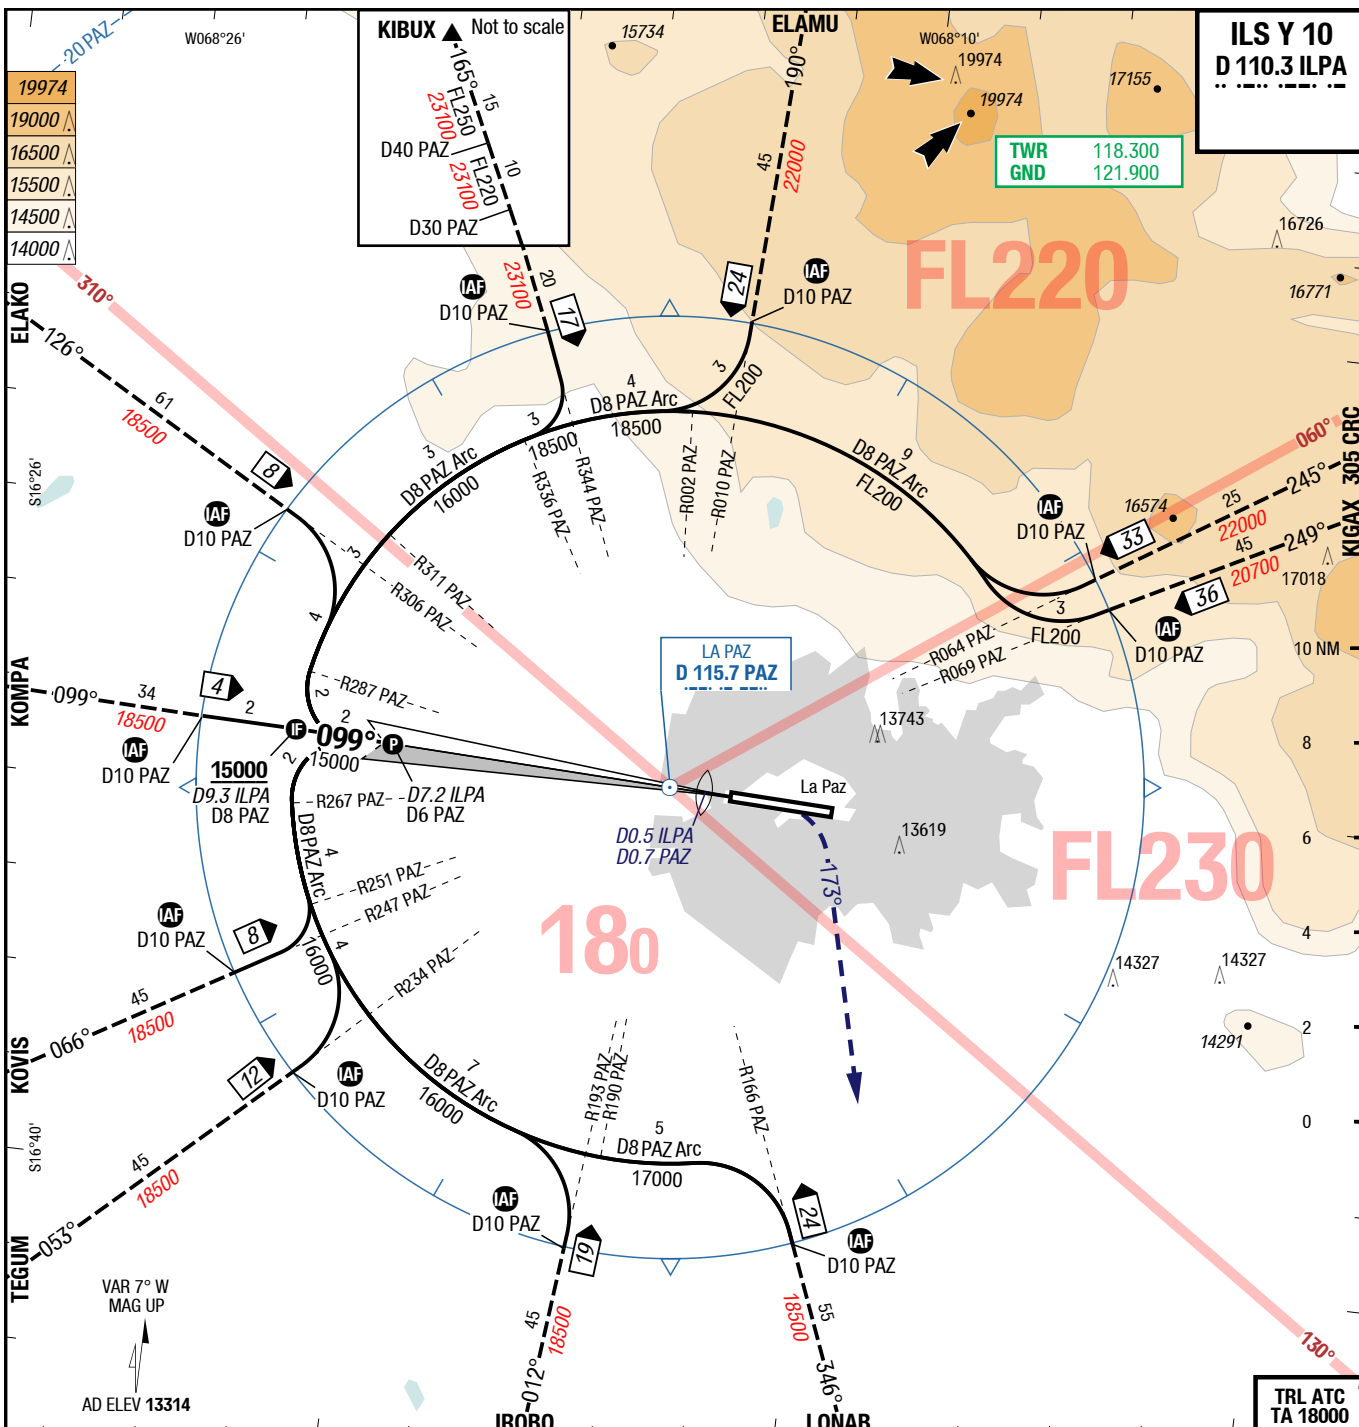 20 PAZ
W068°26'
KIBUX
Not to scale
165°
15
FL250
23100
D40 PAZ
10
FL220
23100
D30 PAZ
20
23100
15734
ELAMU
190°
45
22000
W068°10'
19974
19974
17155
ILS Y 10
D 110.3 ILPA
TWR 118.300
GND 121.900
19974
19000
16500
15500
14500
14000
16726
16771
FL220
310°
ELAKO
126°
61
18500
8
IAF
D10 PAZ
IAF
D10 PAZ
17
24
IAF
D10 PAZ
3
FL200
4
D8 PAZ Arc
18500
3
18500
3
D8 PAZ Arc
16000
R336 PAZ
R344 PAZ
R002 PAZ
R010 PAZ
9
D8 PAZ Arc
FL200
060°
KIGAX
305 CRC
245°
25
22000
249°
45
20700
16574
17018
IAF
D10 PAZ
33
36
IAF
D10 PAZ
3
FL200
R064 PAZ
R069 PAZ
S16°26'
3
R311 PAZ
R306 PAZ
4
R287 PAZ
2
KOMPA
099°
34
18500
4
2
IAF
D10 PAZ
IF
15000
D9.3 ILPA
D8 PAZ
2
099°
15000
P
D7.2 ILPA
D6 PAZ
2
R267 PAZ
LA PAZ
D 115.7 PAZ
13743
La Paz
D0.5 ILPA
D0.7 PAZ
13619
173°
10 NM
8
6
4
2
0
FL230
180
D8 PAZ Arc
4
R251 PAZ
R247 PAZ
IAF
D10 PAZ
8
16000
4
R234 PAZ
KOVIS
066°
45
18500
12
IAF
D10 PAZ
14327
14327
14291
7
D8 PAZ Arc
16000
R193 PAZ
R190 PAZ
R166 PAZ
5
D8 PAZ Arc
17000
S16°40'
TEGUM
053°
45
18500
IAF
D10 PAZ
19
24
IAF
D10 PAZ
45
18500
012°
IROBO
55
18500
346°
LONAR
130°
VAR 7° W
MAG UP
AD ELEV 13314
TRL ATC
TA 18000